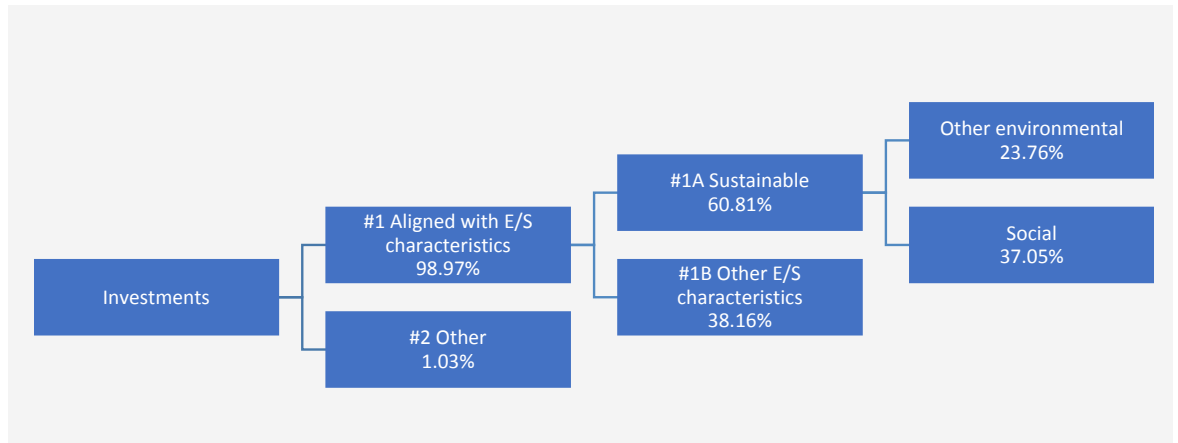 Investments
#1 Aligned with E/S
characteristics
98.97%
#2 Other
1.03%
#1A Sustainable
60.81%
#1B Other E/S
characteristics
38.16%
Other environmental
23.76%
Social
37.05%